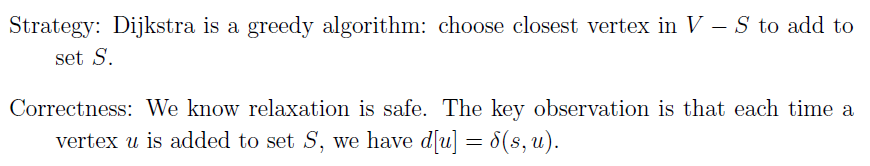 Strategy: Dijkstra is a greedy algorithm: choose closest vertex in V − S to add to
set S.
Correctness: We know relaxation is safe. The key observation is that each time a
vertex u is added to set S, we have d[u] = δ(s, u).